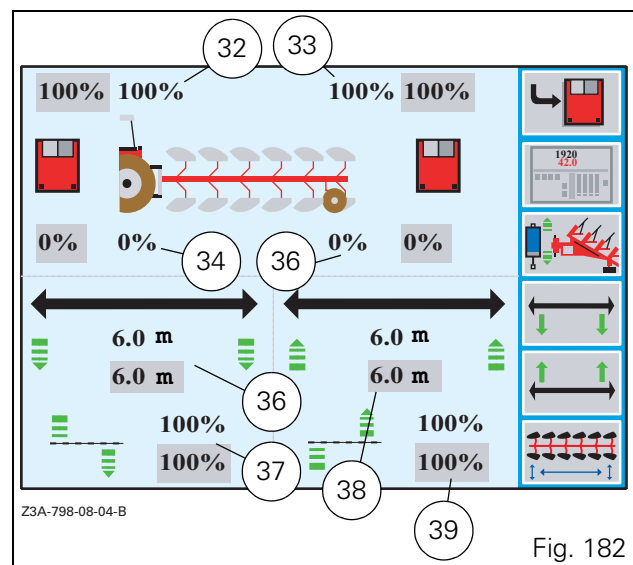 32 33
100% 100% 100% 100%
1920
42.0
0% 0% 0% 0%
34 36
6.0 m 6.0 m
6.0 m 6.0 m
36
100% 100%
100% 100%
37 38 39
Z3A-798-08-04-B
Fig. 182